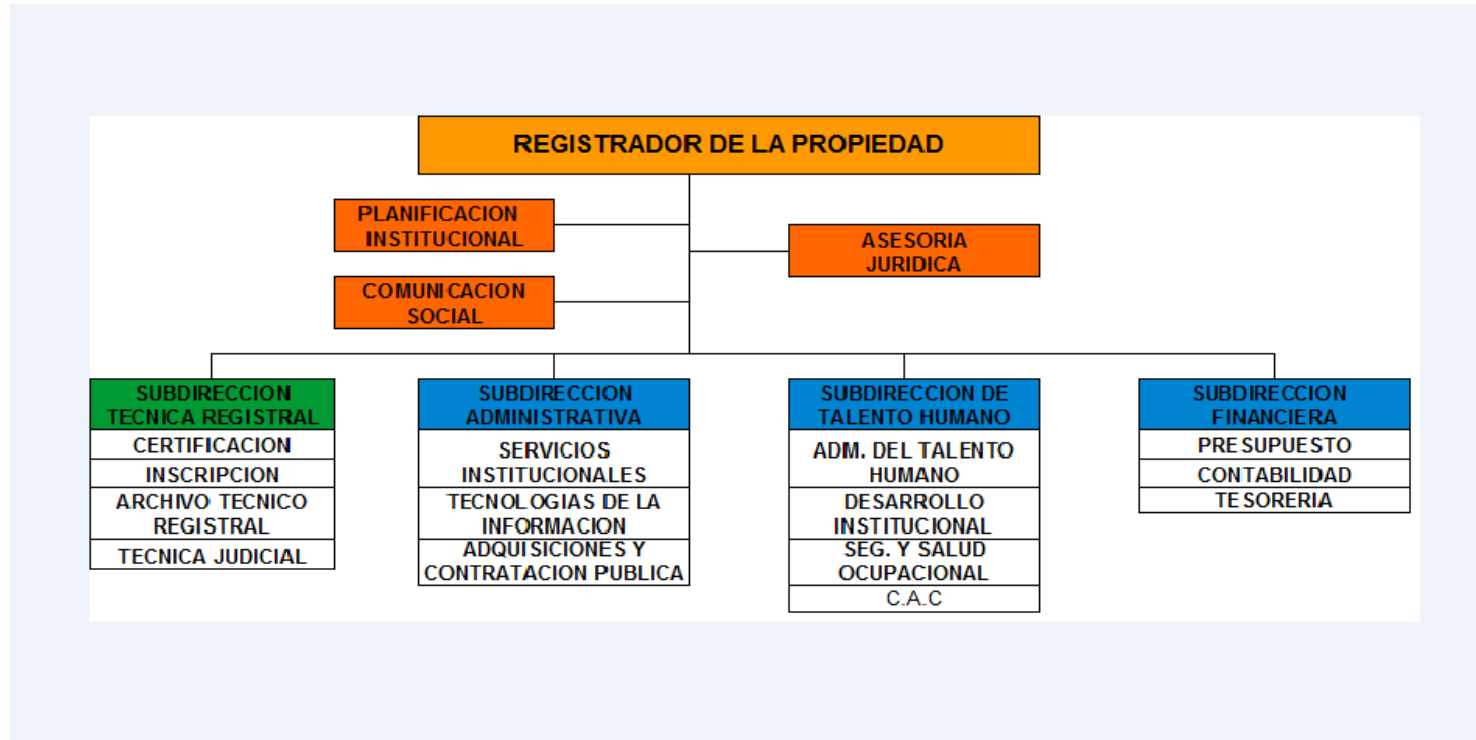 REGISTRADOR DE LA PROPIEDAD
PLANIFICACION
INSTITUCIONAL
ASESORIA
JURIDICA
COMUNICACION
SOCIAL
SUBDIRECCION
TECNICA REGISTRAL
CERTIFICACION
INSCRIPCION
ARCHIVO TECNICO
REGISTRAL
TECNICA JUDICIAL
SUBDIRECCION
ADMINISTRATIVA
SERVICIOS
INSTITUCIONALES
TECNOLOGIAS DE LA
INFORMACION
ADQUISICIONES Y
CONTRATACION PUBLICA
SUBDIRECCION DE
TALENTO HUMANO
ADM. DEL TALENTO
HUMANO
DESARROLLO
INSTITUCIONAL
SEG. Y SALUD
OCUPACIONAL
C.A.C
SUBDIRECCION
FINANCIERA
PRESUPUESTO
CONTABILIDAD
TESORERIA